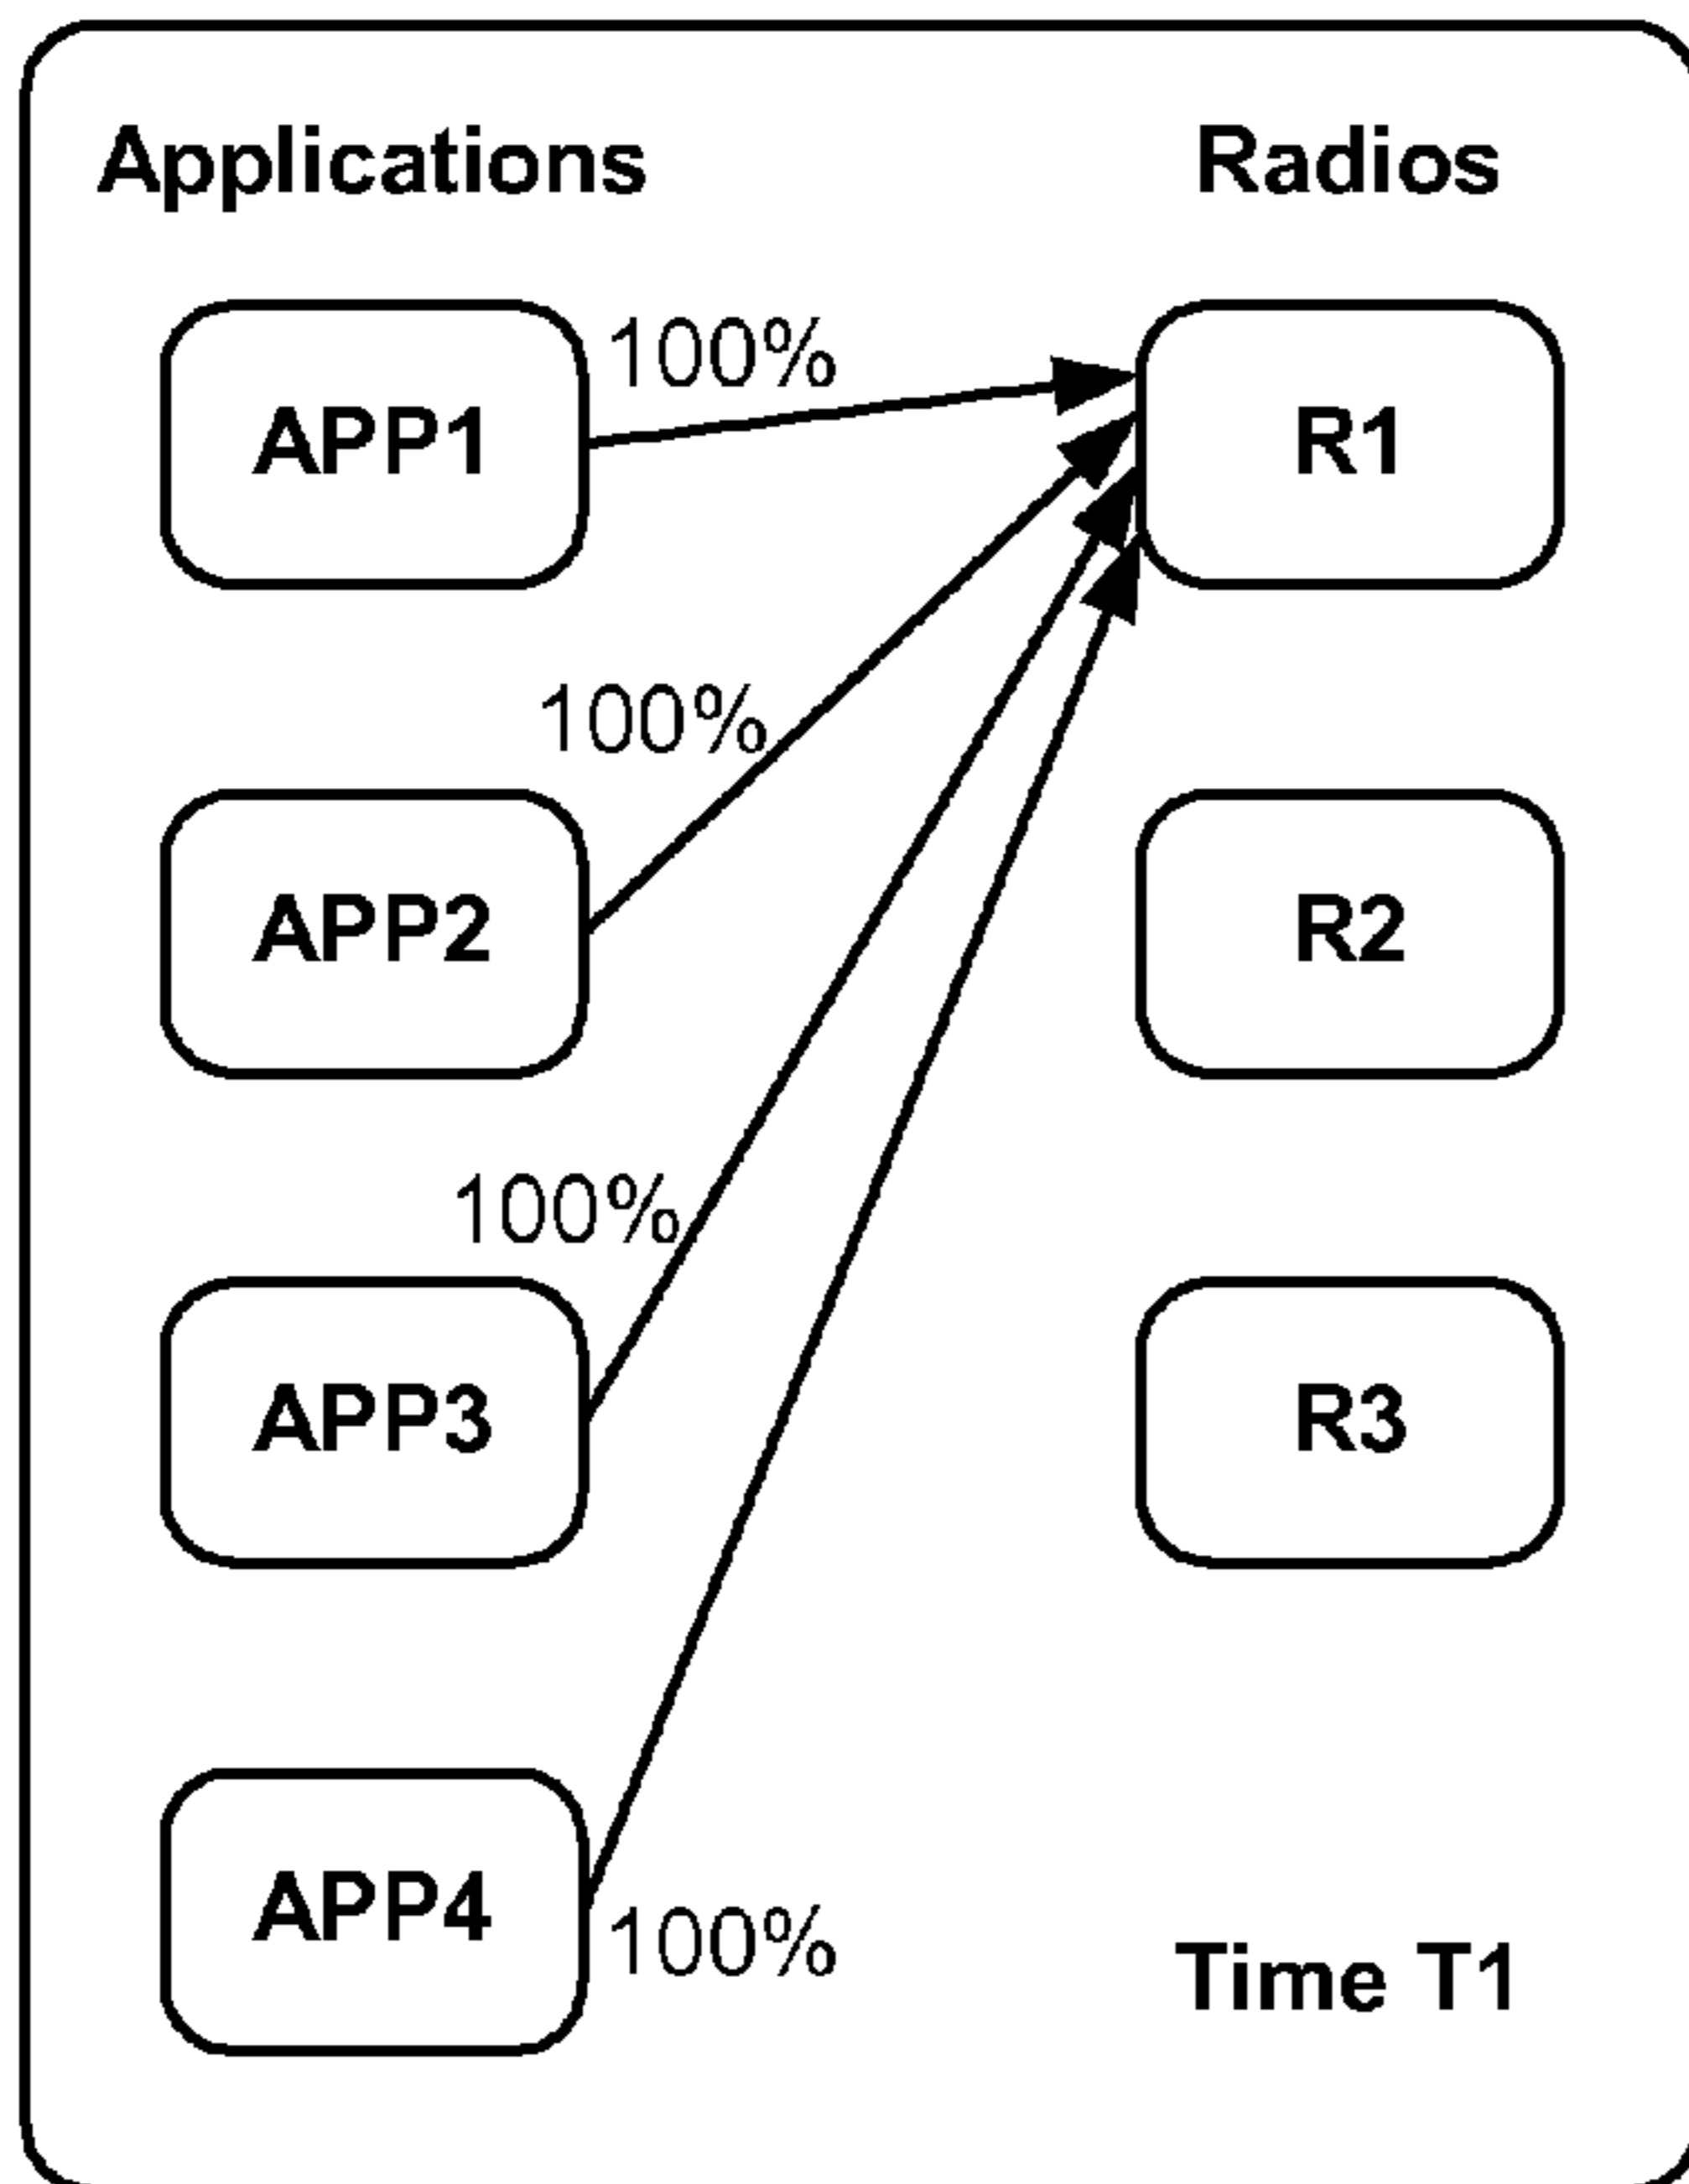 Applications
Radios
100%
APP1
R1
100%
APP2
R2
100%
APP3
R3
APP4
100%
Time T1